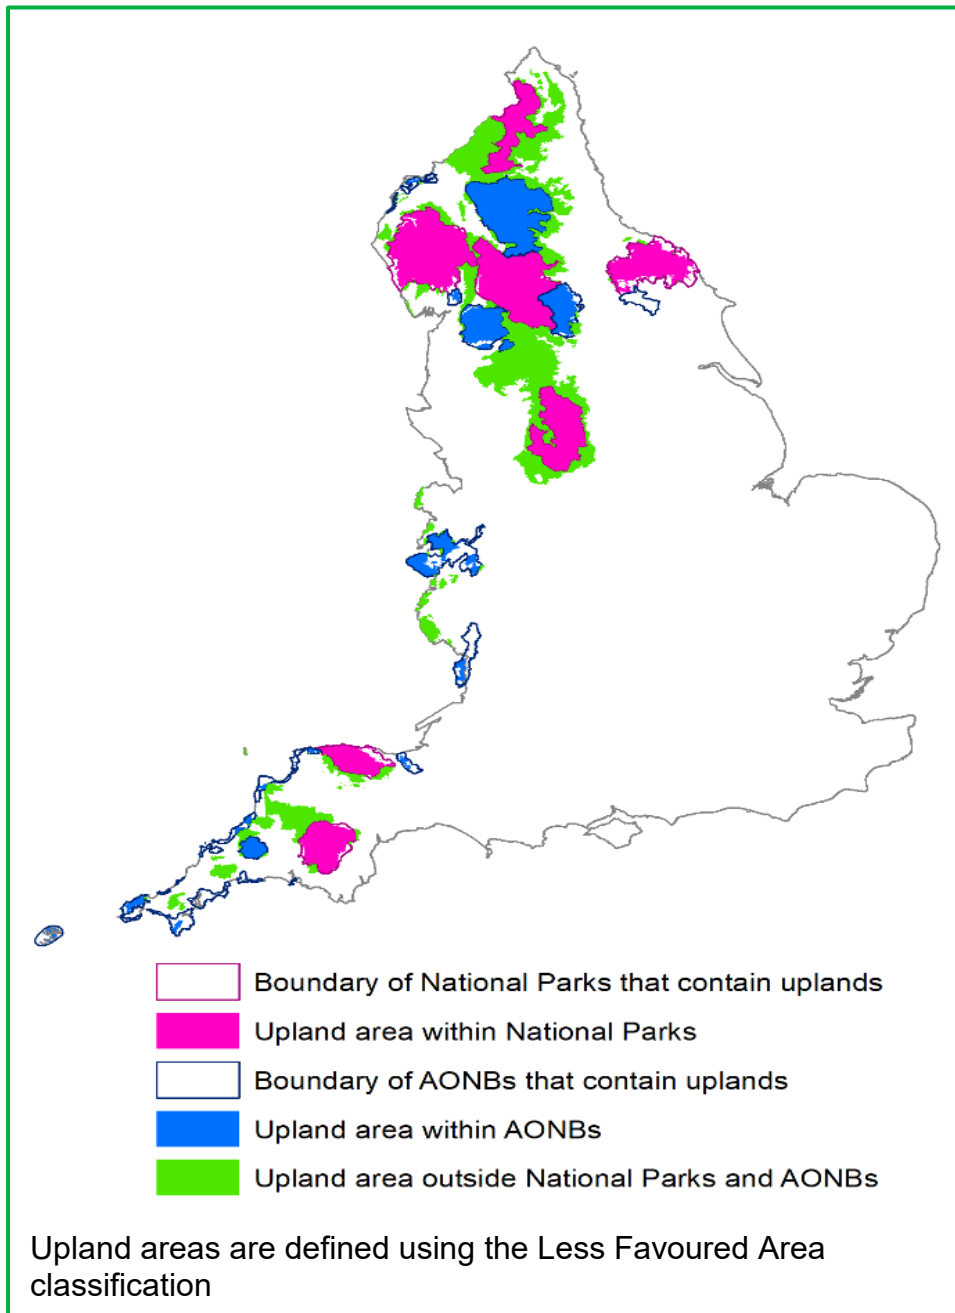 Boundary of National Parks that contain uplands
Upland area within National Parks
Boundary of AONBs that contain uplands
Upland area within AONBs
Upland area outside National Parks and AONBs
Upland areas are defined using the Less Favoured Area
classification